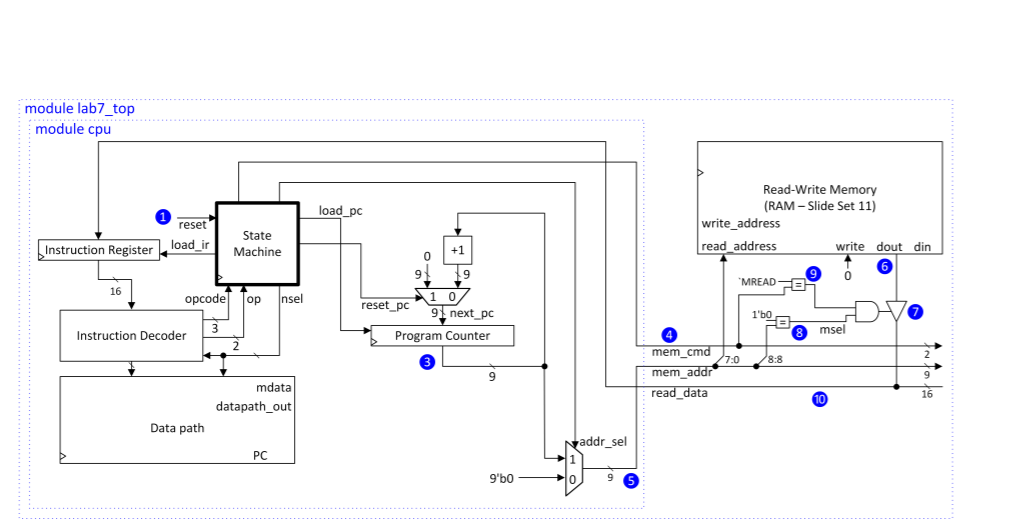 module lab7_top
module cpu
1
reset
load_ir
Instruction Register
16
State
Machine
opcode
op
nsel
3
2
Instruction Decoder
mdata
datapath_out
Data path
PC
load_pc
reset_pc
+1
0
9
9
1 0
9
next_pc
Program Counter
3
9
addr_sel
1
0
9'b0
9
5
Read-Write Memory
(RAM – Slide Set 11)
write_address
read_address
write
dout
din
0
6
`MREAD
=
9
1'b0
=
8
msel
7
4
mem_cmd
2
7:0
8:8
mem_addr
9
read_data
10
16